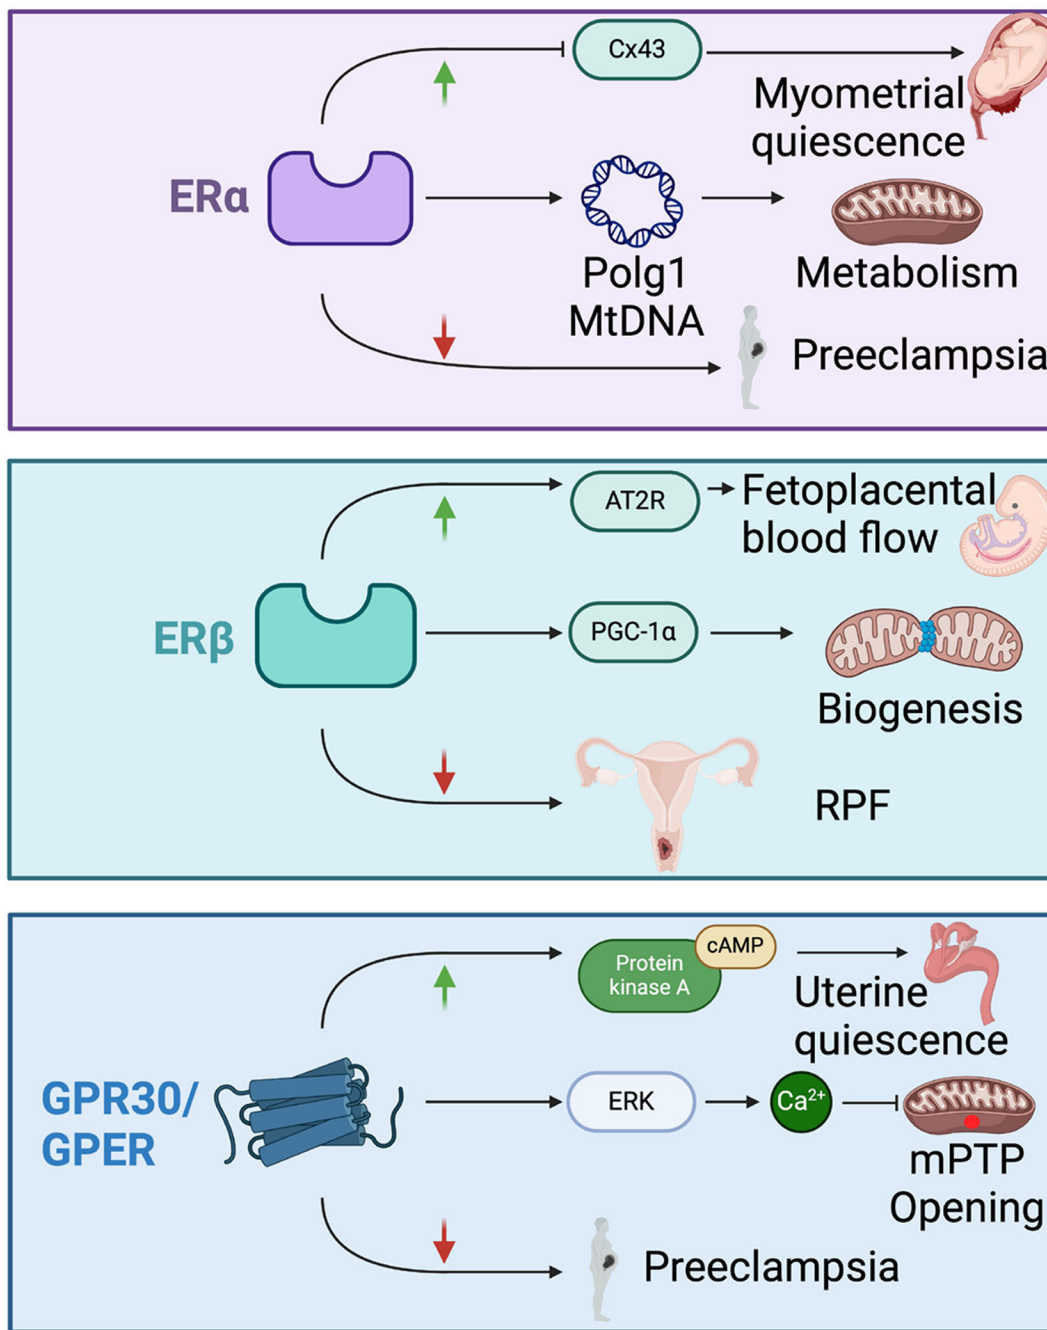 Cx43
Myometrial
quiescence
ERα
Polg1
MtDNA
Metabolism
Preeclampsia
AT2R
Fetoplacental
blood flow
ERβ
PGC-1α
Biogenesis
RPF
Protein
kinase A
cAMP
Uterine
quiescence
GPR30/
GPER
ERK
Ca²⁺
mPTP
Opening
Preeclampsia